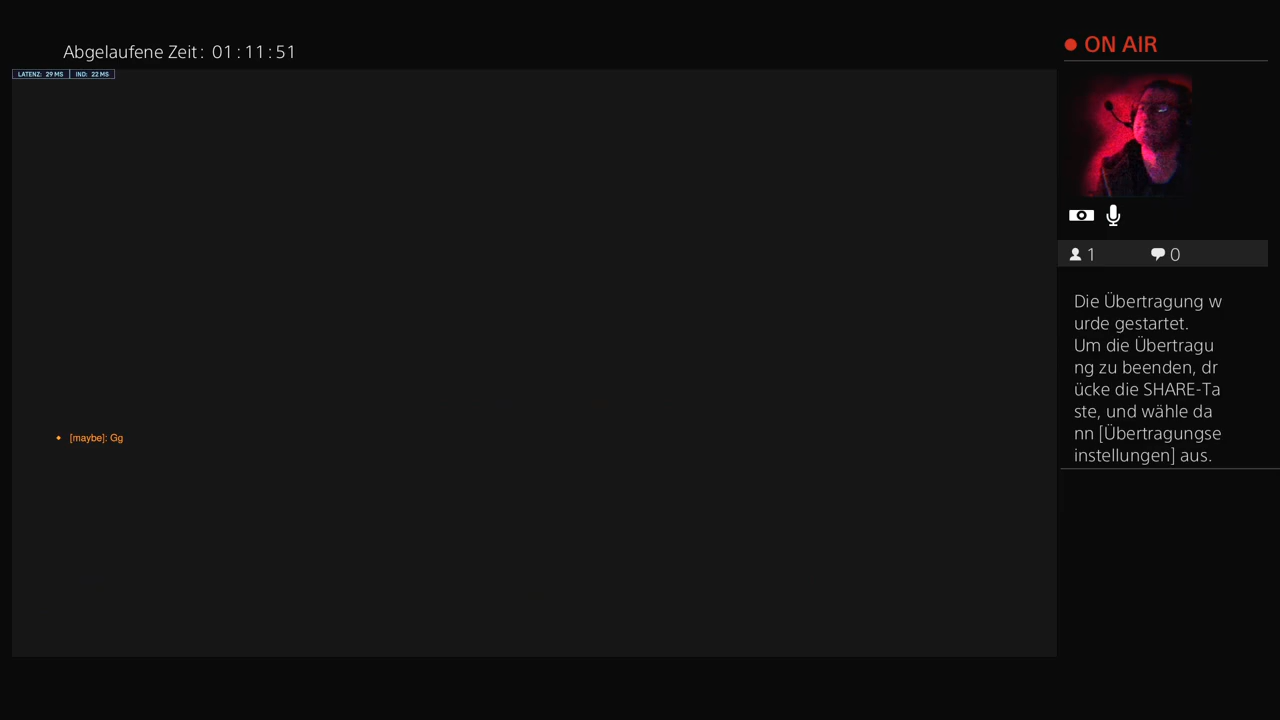 Abgelaufene Zeit: 01:11:51
ON AIR
LATENZ: 29 MS IND: 22 MS
1 0
Die Übertragung w
urde gestartet.
Um die Übertragu
ng zu beenden, dr
ücke die SHARE-Ta
ste, und wähle da
nn [Übertragungse
instellungen] aus.
[maybe]: Gg